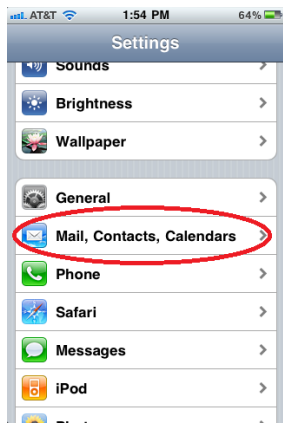 AT&T 1:54 PM 64%
Settings
Sounds
Brightness
Wallpaper
General
Mail, Contacts, Calendars
Phone
Safari
Messages
iPod